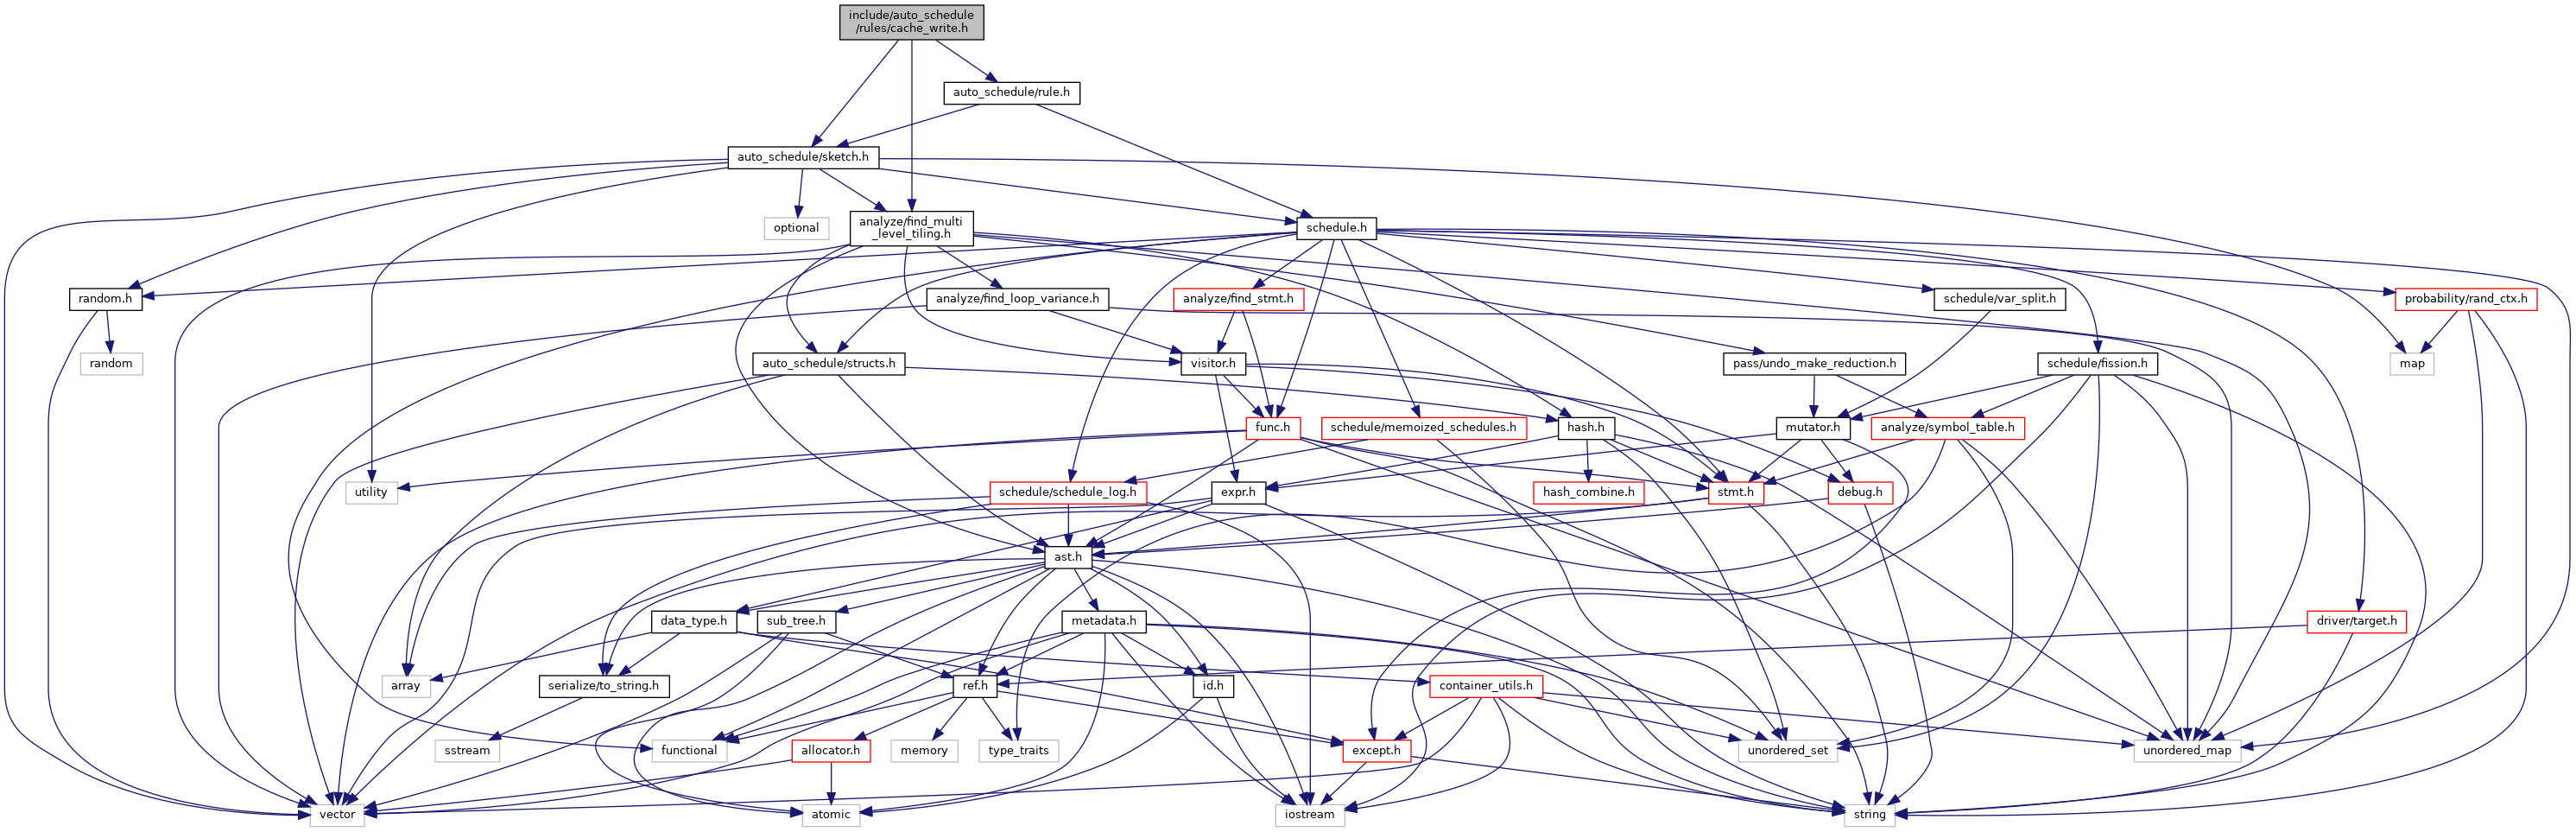 include/auto_schedule
/rules/cache_write.h
auto_schedule/rule.h
auto_schedule/sketch.h
optional
analyze/find_multi
_level_tiling.h
schedule.h
random.h
analyze/find_loop_variance.h
analyze/find_stmt.h
schedule/var_split.h
probability/rand_ctx.h
random
auto_schedule/structs.h
visitor.h
pass/undo_make_reduction.h
schedule/fission.h
map
func.h
schedule/memoized_schedules.h
hash.h
mutator.h
analyze/symbol_table.h
utility
schedule/schedule_log.h
expr.h
hash_combine.h
stmt.h
debug.h
ast.h
data_type.h
sub_tree.h
metadata.h
driver/target.h
array
serialize/to_string.h
ref.h
id.h
container_utils.h
sstream
functional
allocator.h
memory
type_traits
except.h
unordered_set
unordered_map
vector
atomic
iostream
string